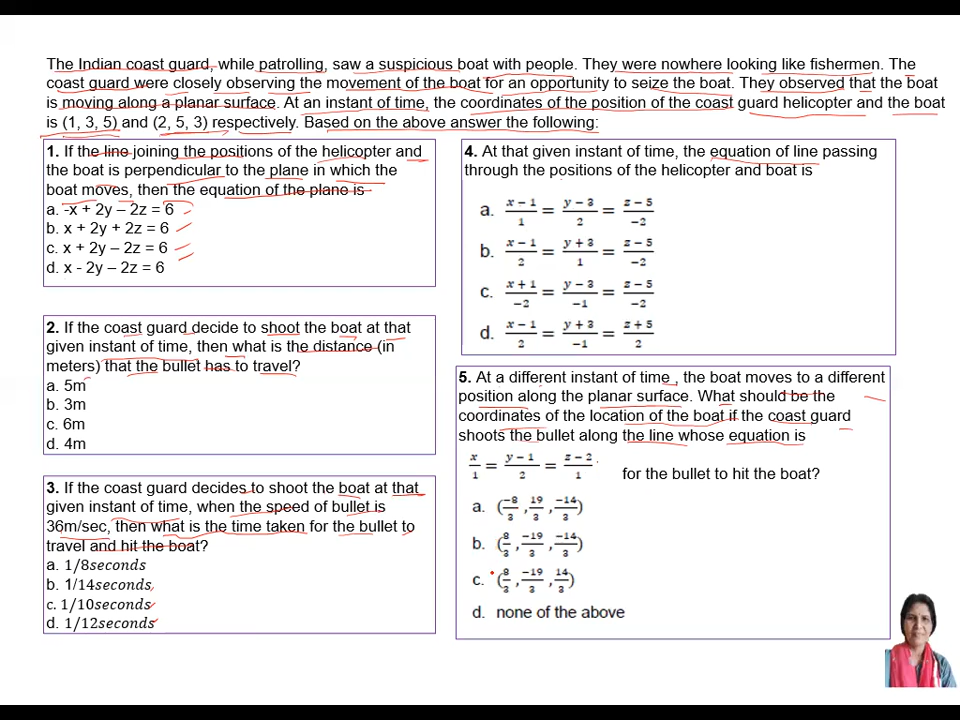 The Indian coast guard, while patrolling, saw a suspicious boat with people. They were nowhere looking like fishermen. The
coast guard were closely observing the movement of the boat for an opportunity to seize the boat. They observed that the boat
is moving along a planar surface. At an instant of time, the coordinates of the position of the coast guard helicopter and the boat
is (1, 3, 5) and (2, 5, 3) respectively. Based on the above answer the following:
1. If the line joining the positions of the helicopter and
the boat is perpendicular to the plane in which the
boat moves, then the equation of the plane is
a. -x + 2y – 2z = 6
b. x + 2y + 2z = 6
c. x + 2y – 2z = 6
d. x - 2y – 2z = 6
2. If the coast guard decide to shoot the boat at that
given instant of time, then what is the distance (in
meters) that the bullet has to travel?
a. 5m
b. 3m
c. 6m
d. 4m
3. If the coast guard decides to shoot the boat at that
given instant of time, when the speed of bullet is
36m/sec, then what is the time taken for the bullet to
travel and hit the boat?
a. 1/8seconds
b. 1/14seconds
c. 1/10seconds
d. 1/12seconds
4. At that given instant of time, the equation of line passing
through the positions of the helicopter and boat is
a. (x−1)/1 = (y−3)/2 = (z−5)/−2
b. (x−1)/2 = (y+3)/1 = (z−5)/−2
c. (x+1)/−2 = (y−3)/−1 = (z−5)/−2
d. (x−1)/2 = (y+3)/−1 = (z+5)/2
5. At a different instant of time , the boat moves to a different
position along the planar surface. What should be the
coordinates of the location of the boat if the coast guard
shoots the bullet along the line whose equation is
x/1 = (y−1)/2 = (z−2)/1 for the bullet to hit the boat?
a. (−8/3 , 19/3 , −14/3)
b. (8/3 , −19/3 , −14/3)
c. (8/3 , −19/3 , 14/3)
d. none of the above